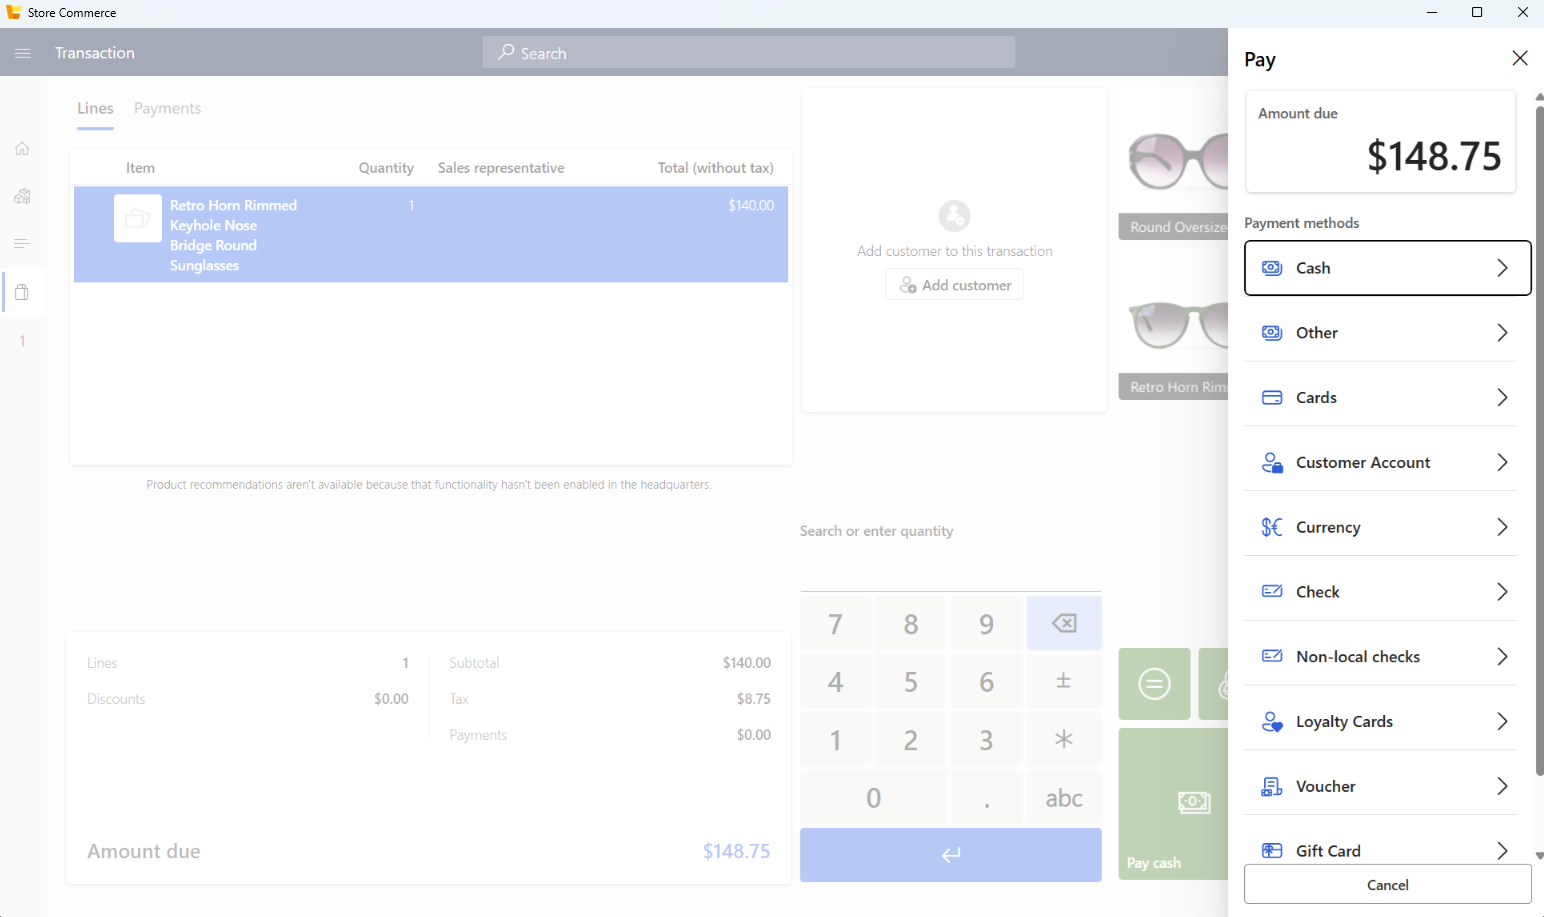 Store Commerce
Transaction
Search
Lines Payments
Item Quantity Sales representative Total (without tax)
Retro Horn Rimmed 1 $140.00
Keyhole Nose
Bridge Round
Sunglasses
1
Product recommendations aren't available because that functionality hasn't been enabled in the headquarters.
Lines 1
Discounts $0.00
Subtotal $140.00
Tax $8.75
Payments $0.00
Amount due $148.75
Add customer to this transaction
Add customer
Search or enter quantity
7 8 9
4 5 6 ±
1 2 3 *
0 . abc
Round Oversize
Retro Horn Rim
Pay cash
Pay
Amount due
$148.75
Payment methods
Cash
Other
Cards
Customer Account
Currency
Check
Non-local checks
Loyalty Cards
Voucher
Gift Card
Cancel